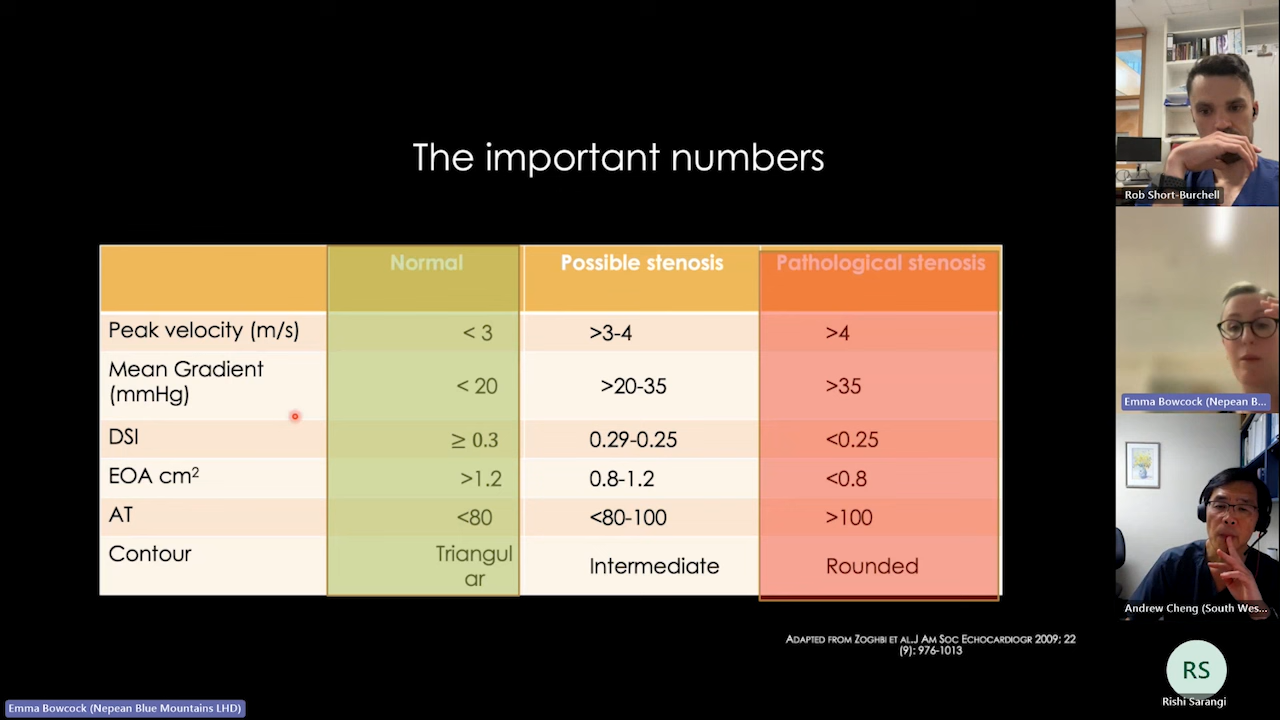 The important numbers
Normal Possible stenosis Pathological stenosis
Peak velocity (m/s) < 3 >3-4 >4
Mean Gradient
(mmHg) < 20 >20-35 >35
DSI ≥ 0.3 0.29-0.25 <0.25
EOA cm² >1.2 0.8-1.2 <0.8
AT <80 <80-100 >100
Contour Triangul
ar Intermediate Rounded
Adapted from Zoghbi et al.J Am Soc Echocardiogr 2009; 22
(9): 976-1013
Rob Short-Burchell
Emma Bowcock (Nepean B...
Andrew Cheng (South Wes...
RS
Rishi Sarangi
Emma Bowcock (Nepean Blue Mountains LHD)